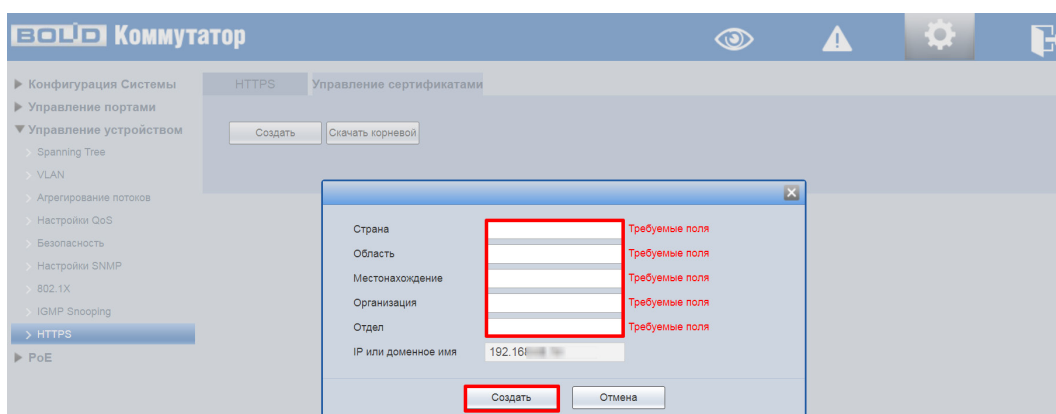 BOLID Коммутатор
Конфигурация Системы
Управление портами
Управление устройством
Spanning Tree
VLAN
Агрегирование потоков
Настройки QoS
Безопасность
Настройки SNMP
802.1X
IGMP Snooping
HTTPS
PoE
HTTPS Управление сертификатами
Создать Скачать корневой
Страна Требуемые поля
Область Требуемые поля
Местонахождение Требуемые поля
Организация Требуемые поля
Отдел Требуемые поля
IP или доменное имя
Создать Отмена